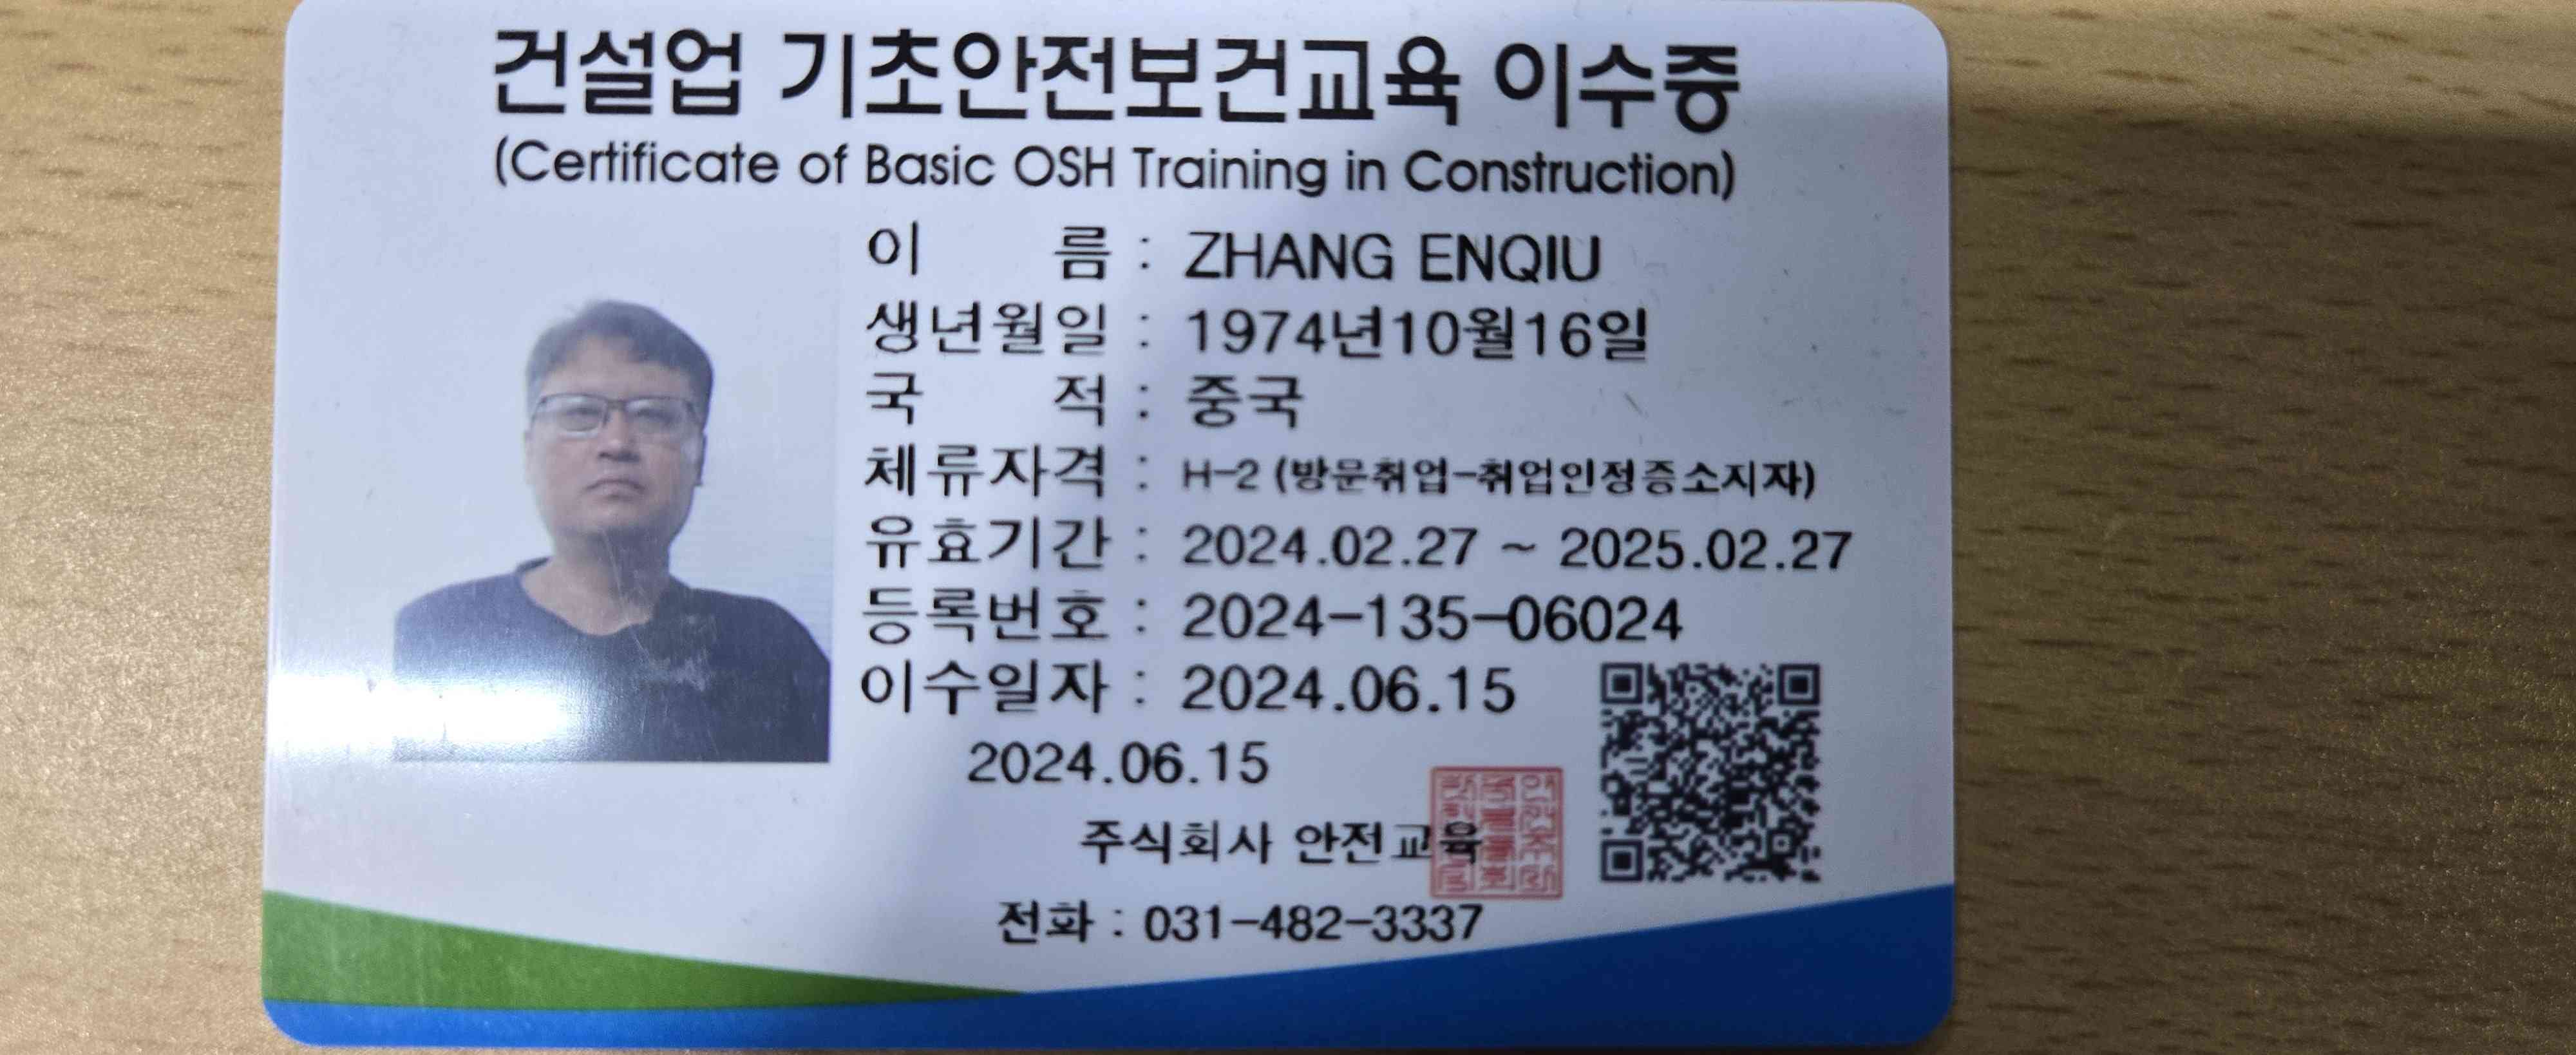 건설업 기초안전보건교육 이수증
(Certificate of Basic OSH Training in Construction)
이 름 : ZHANG ENQIU
생년월일 : 1974년10월16일
국 적 : 중국
체류자격 : H-2 (방문취업-취업인정증소지자)
유효기간 : 2024.02.27 ~ 2025.02.27
등록번호 : 2024-135-06024
이수일자 : 2024.06.15
2024.06.15
주식회사 안전교육
전화 : 031-482-3337